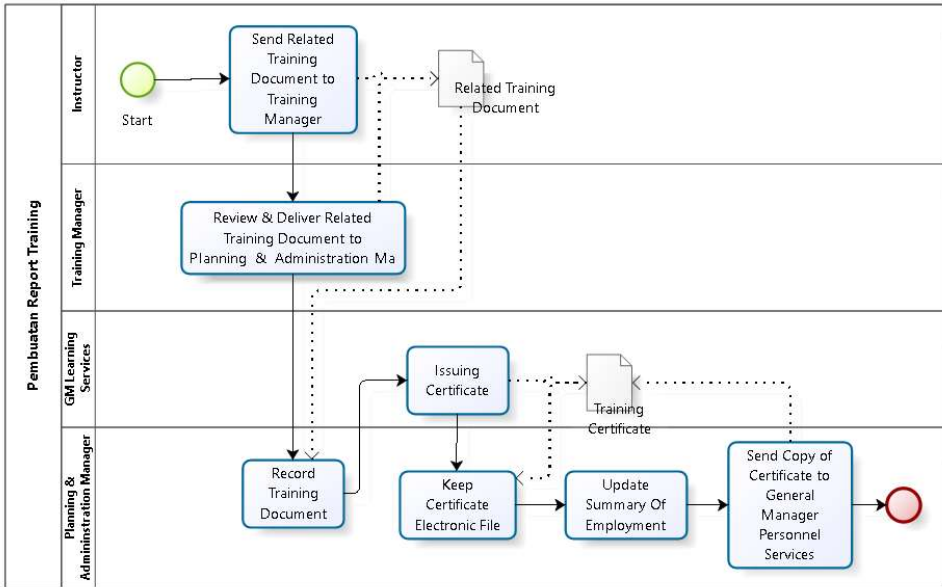 Pembuatan Report Training
Instructor
Start
Send Related
Training
Document to
Training
Manager
Related Training
Document
Training Manager
Review & Deliver Related
Training Document to
Planning & Administration Ma
GM Learning
Services
Issuing
Certificate
Training
Certificate
Planning &
Admininstration Manager
Record
Training
Document
Keep
Certificate
Electronic File
Update
Summary Of
Employment
Send Copy of
Certificate to
General
Manager
Personnel
Services